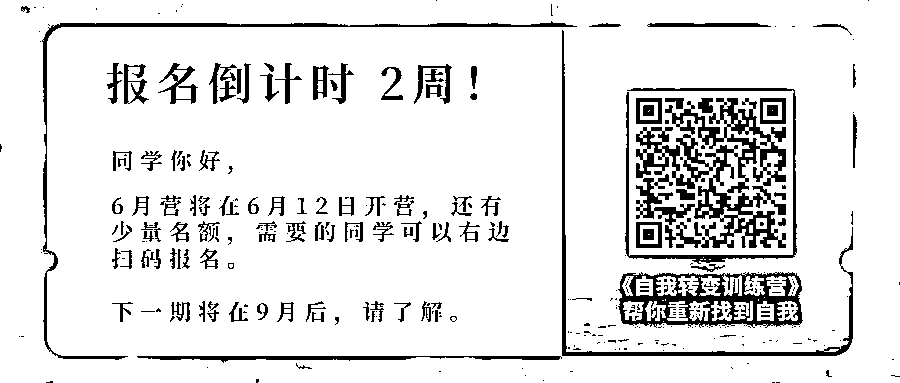 报名倒计时 2周！
同学你好，
6月营将在6月12日开营，还有
少量名额，需要的同学可以右边
扫码报名。
下一期将在9月后，请了解。
《自我转变训练营》
帮你重新找到自我